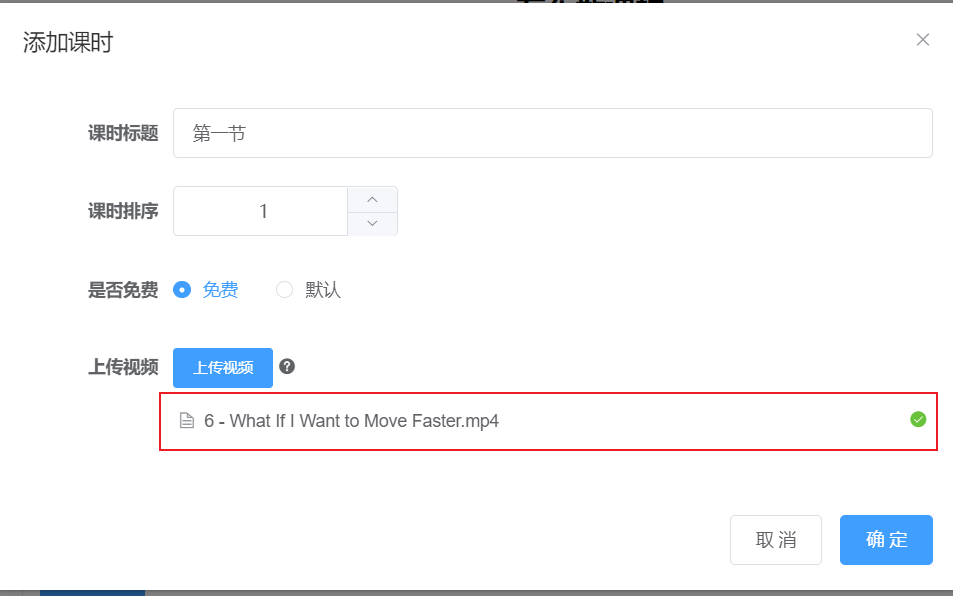 添加课时
课时标题 第一节
课时排序 1
是否免费 免费 默认
上传视频 上传视频 ?
6 - What If I Want to Move Faster.mp4
取消 确定